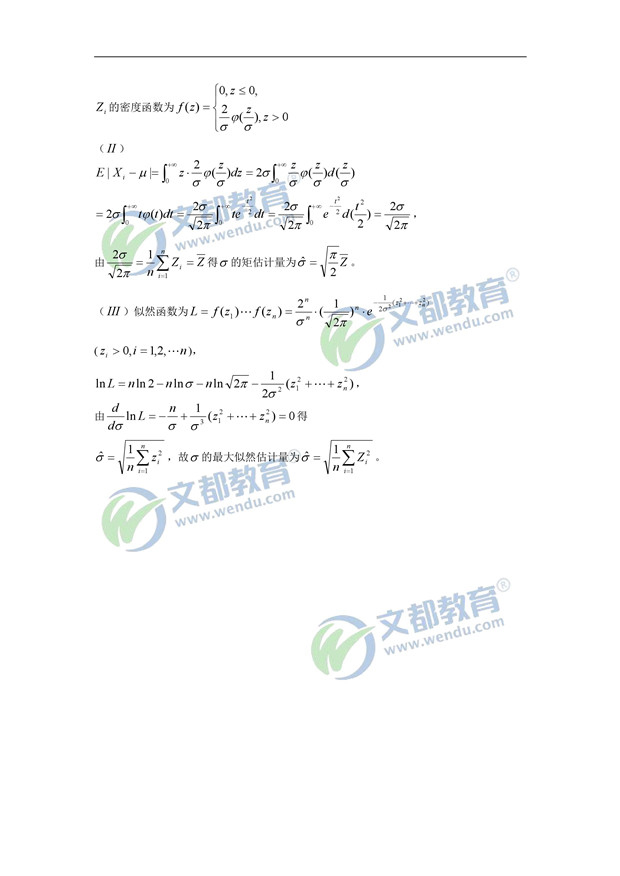 Z_i 的密度函数为 f(z) = { 0, z ≤ 0, 2/σ φ(z/σ), z > 0
(II)
E | X_i − μ |= ∫_0^{+∞} z · 2/σ φ(z/σ)dz = 2σ∫_0^{+∞} z/σ φ(z/σ)d(z/σ)
= 2σ∫_0^{+∞} tφ(t)dt = 2σ/√2π ∫_0^{+∞} te^{-t²/2} dt = 2σ/√2π ∫_0^{+∞} e^{-t²/2} d(t²/2) = 2σ/√2π ,
由 2σ/√2π = 1/n ∑_{i=1}^n Z_i = Z̅ 得 σ 的矩估计量为 σ̂ = √(π/2) Z̅ 。
(III) 似然函数为 L = f(z_1)⋯f(z_n) = 2^n/σ^n · (1/√2π)^n · e^{-1/2σ²(z_1²+⋯+z_n²)}
(z_i > 0, i = 1,2,⋯n),
ln L = n ln 2 − n ln σ − n ln √2π − 1/2σ² (z_1² + ⋯ + z_n²) ,
由 d/dσ ln L = − n/σ + 1/σ³ (z_1² + ⋯ + z_n²) = 0 得
σ̂ = √(1/n ∑_{i=1}^n z_i²) ，故 σ 的最大似然估计量为 σ̂ = √(1/n ∑_{i=1}^n Z_i²) 。
文都教育®
www.wendu.com
文都教育®
www.wendu.com
文都教育
www.wendu.com
文都教育®
www.wendu.com